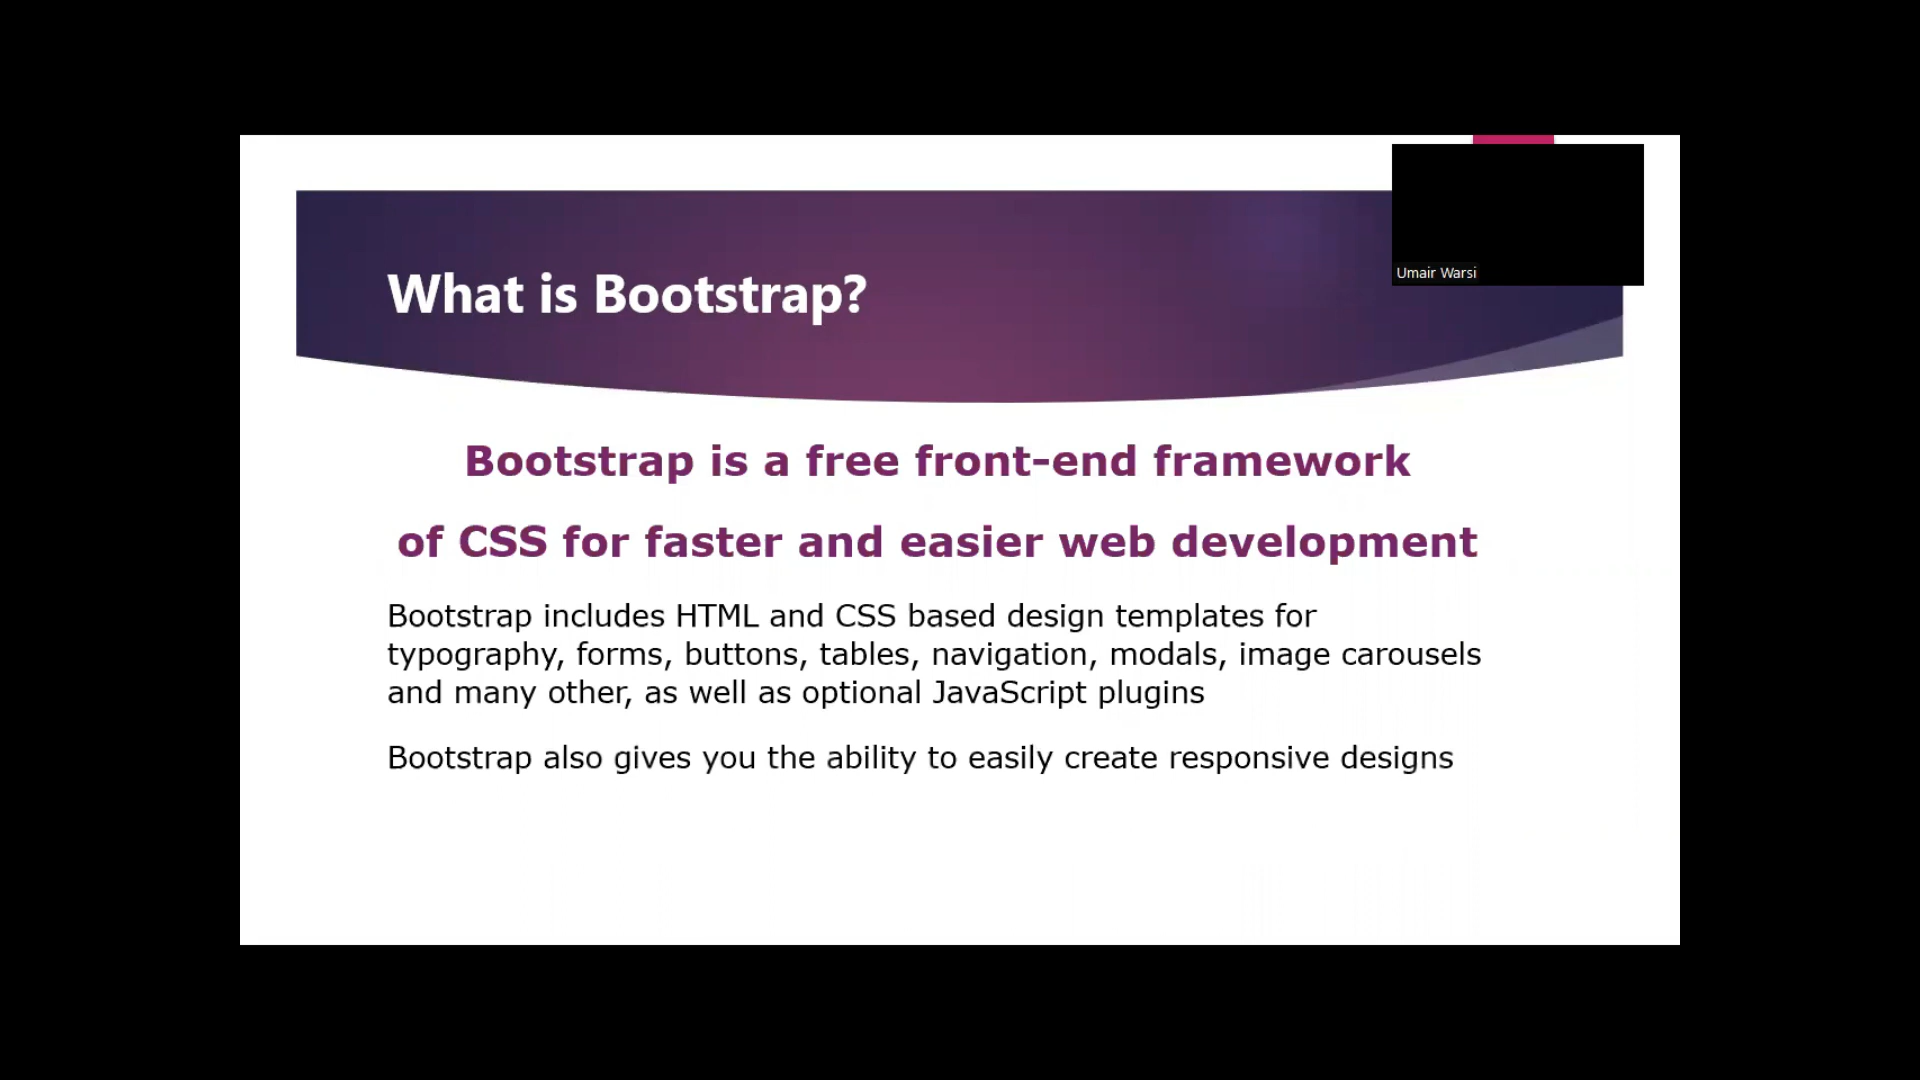 Umair Warsi
What is Bootstrap?
Bootstrap is a free front-end framework
of CSS for faster and easier web development
Bootstrap includes HTML and CSS based design templates for
typography, forms, buttons, tables, navigation, modals, image carousels
and many other, as well as optional JavaScript plugins
Bootstrap also gives you the ability to easily create responsive designs